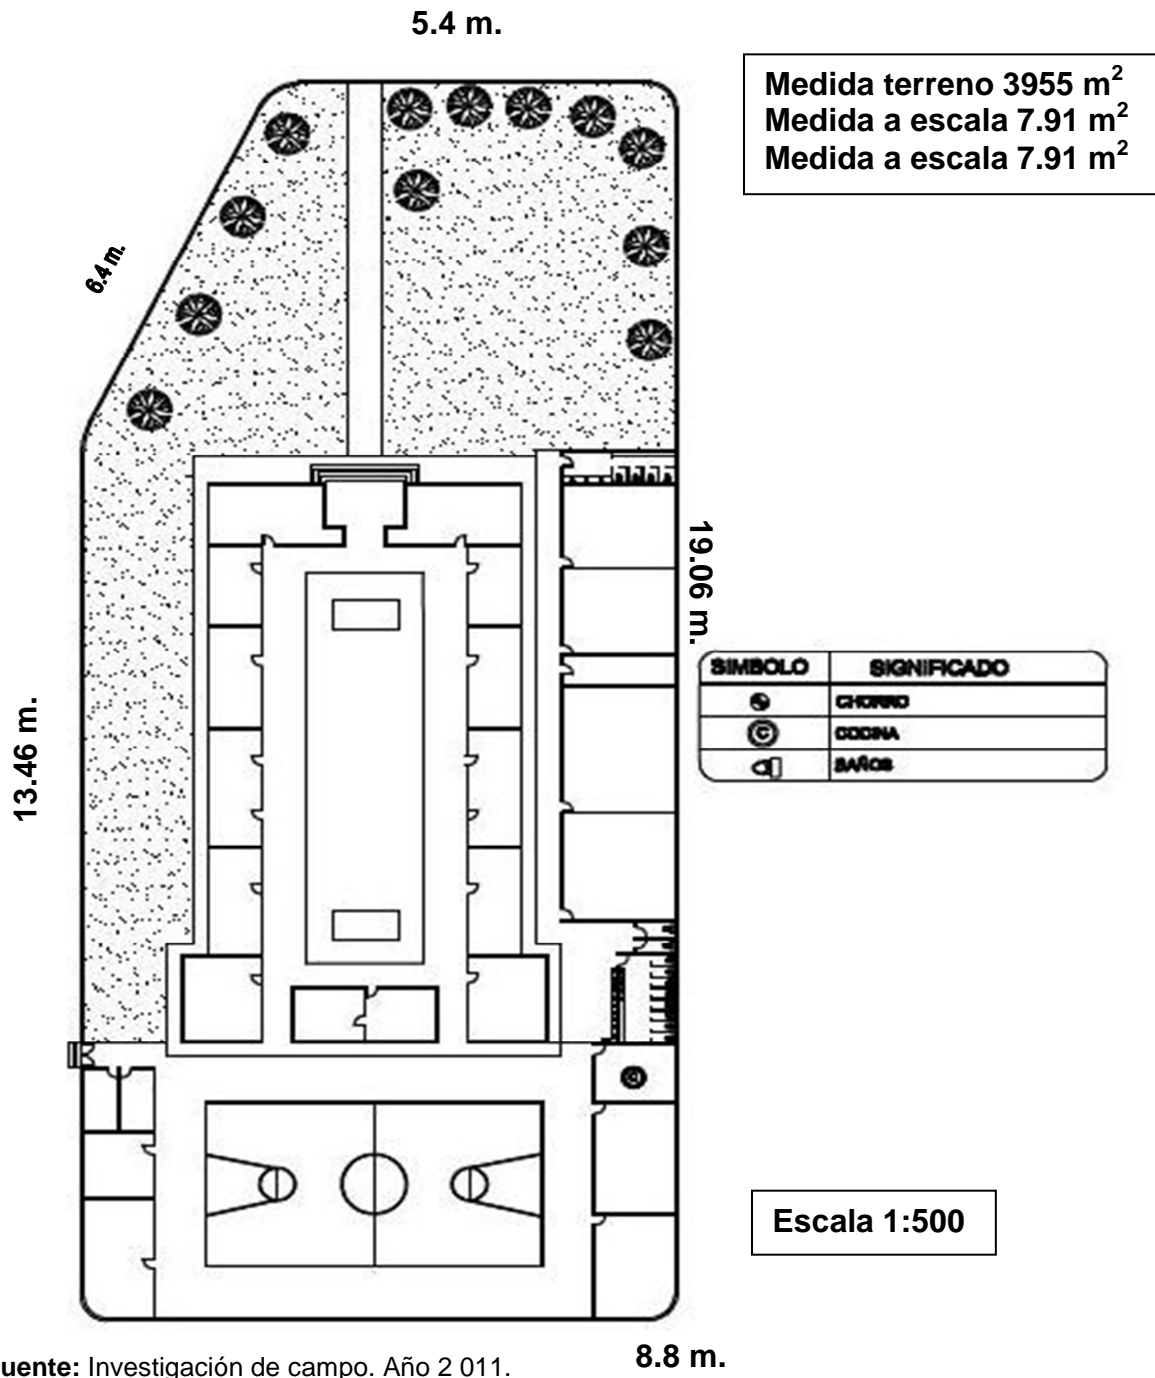 5.4 m.
Medida terreno 3955 m²
Medida a escala 7.91 m²
Medida a escala 7.91 m²
6.4 m.
19.06 m.
SIMBOLO SIGNIFICADO
CHORRO
C COCINA
BAÑOS
13.46 m.
C
Escala 1:500
8.8 m.
uente: Investigación de campo. Año 2 011.